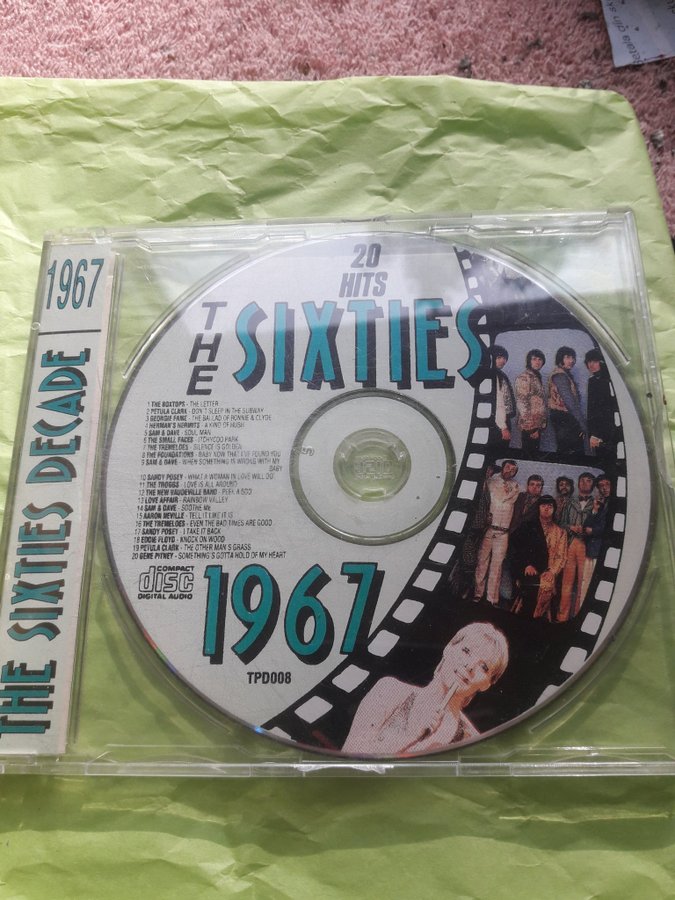 20
HITS
THE
SIXTIES
1 THE BOXTOPS - THE LETTER
2 PETULA CLARK - DON'T SLEEP IN THE SUBWAY
3 GEORGIE FAME - THE BALLAD OF BONNIE & CLYDE
4 HERMAN'S HERMITS - A KIND OF HUSH
5 SAM & DAVE - SOUL MAN
6 THE SMALL FACES - ITCHYCOO PARK
7 THE TREMELOES - SILENCE IS GOLDEN
8 THE FOUNDATIONS - BABY NOW THAT I'VE FOUND YOU
9 SAM & DAVE - WHEN SOMETHING IS WRONG WITH MY
BABY
10 SANDY POSEY - WHAT A WOMAN IN LOVE WILL DO
11 THE TROGGS - LOVE IS ALL AROUND
12 THE NEW VAUDEVILLE BAND - PEEK A BOO
13 LOVE AFFAIR - RAINBOW VALLEY
14 SAM & DAVE - SOOTHE ME
15 AARON NEVILLE - TELL IT LIKE IT IS
16 THE TREMELOES - EVEN THE BAD TIMES ARE GOOD
17 SANDY POSEY - I TAKE IT BACK
18 EDDIE FLOYD - KNOCK ON WOOD
19 PETULA CLARK - THE OTHER MAN'S GRASS
20 GENE PITNEY - SOMETHING'S GOTTA HOLD OF MY HEART
COMPACT
disc
DIGITAL AUDIO
1967
TPD008
THE SIXTIES DECADE 1967